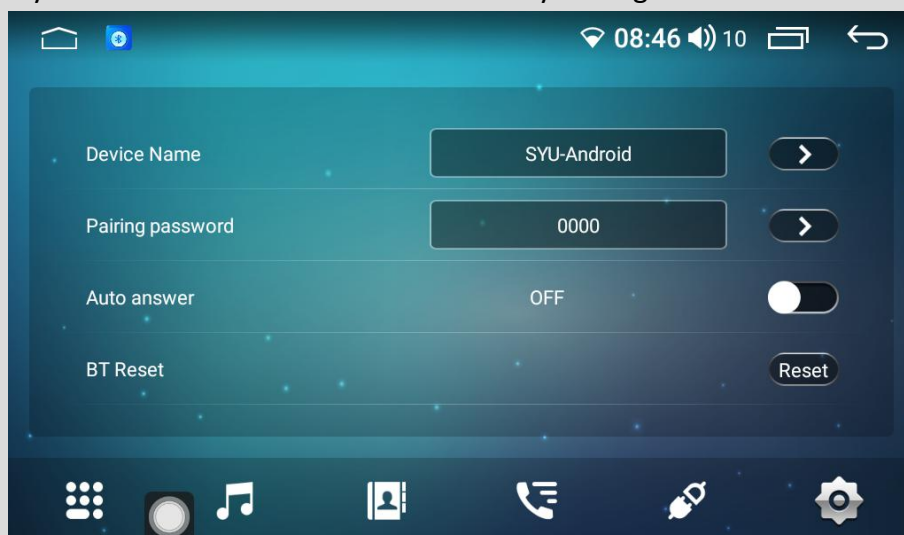 08:46 10
Device Name SYU-Android
Pairing password 0000
Auto answer OFF
BT Reset Reset